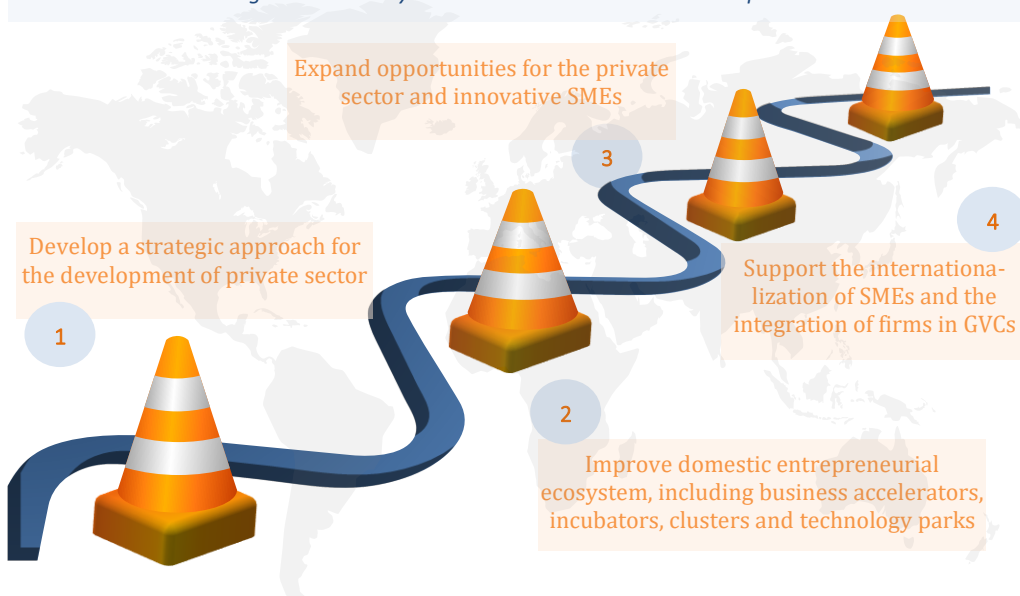 1
Develop a strategic approach for
the development of private sector
2
Improve domestic entrepreneurial
ecosystem, including business accelerators,
incubators, clusters and technology parks
3
Expand opportunities for the private
sector and innovative SMEs
4
Support the internationa-
lization of SMEs and the
integration of firms in GVCs